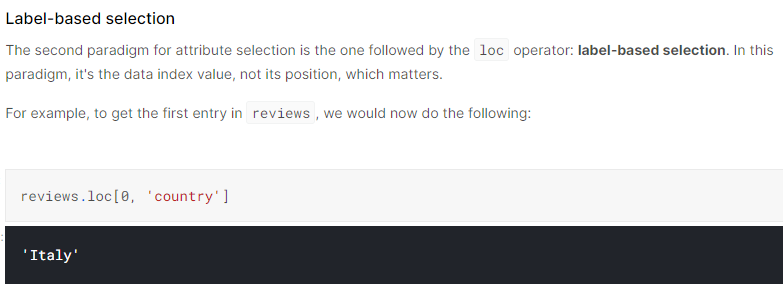 Label-based selection
The second paradigm for attribute selection is the one followed by the loc operator: label-based selection. In this
paradigm, it's the data index value, not its position, which matters.
For example, to get the first entry in reviews , we would now do the following:
reviews.loc[0, 'country']
'Italy'